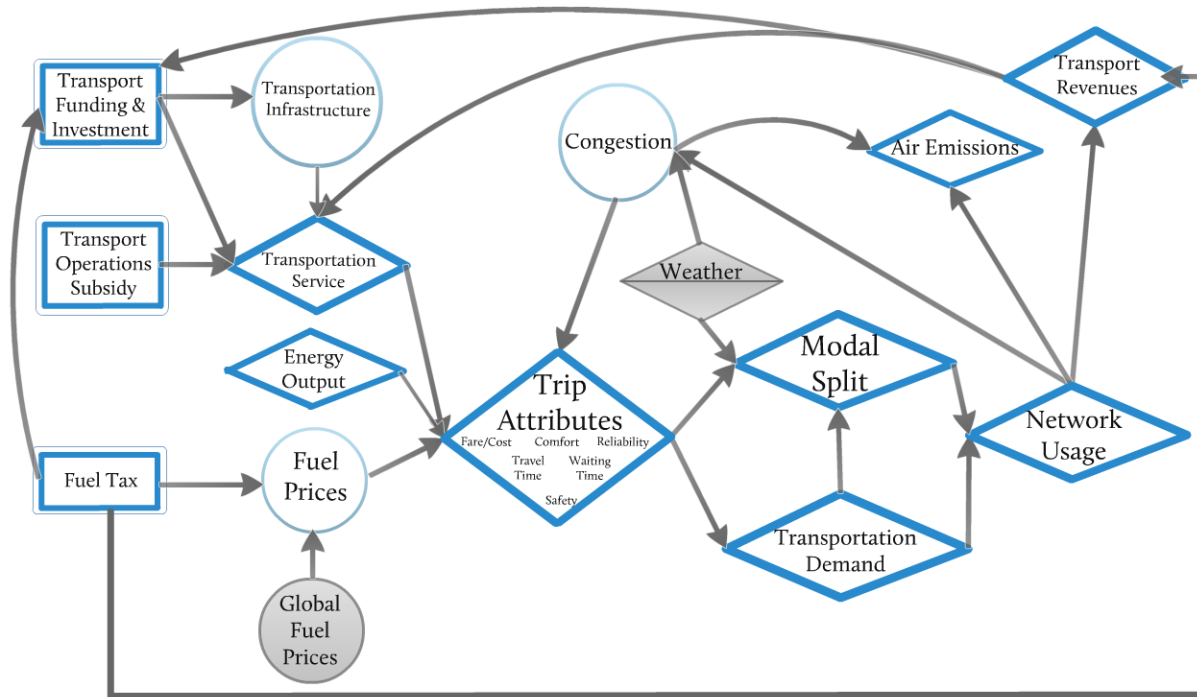 Transport
Funding &
Investment
Transportation
Infrastructure
Congestion
Air Emissions
Transport
Revenues
Transport
Operations
Subsidy
Transportation
Service
Weather
Energy
Output
Trip
Attributes
Fare/Cost Comfort Reliability
Travel Waiting
Time Time
Safety
Modal
Split
Network
Usage
Fuel Tax
Fuel
Prices
Transportation
Demand
Global
Fuel
Prices